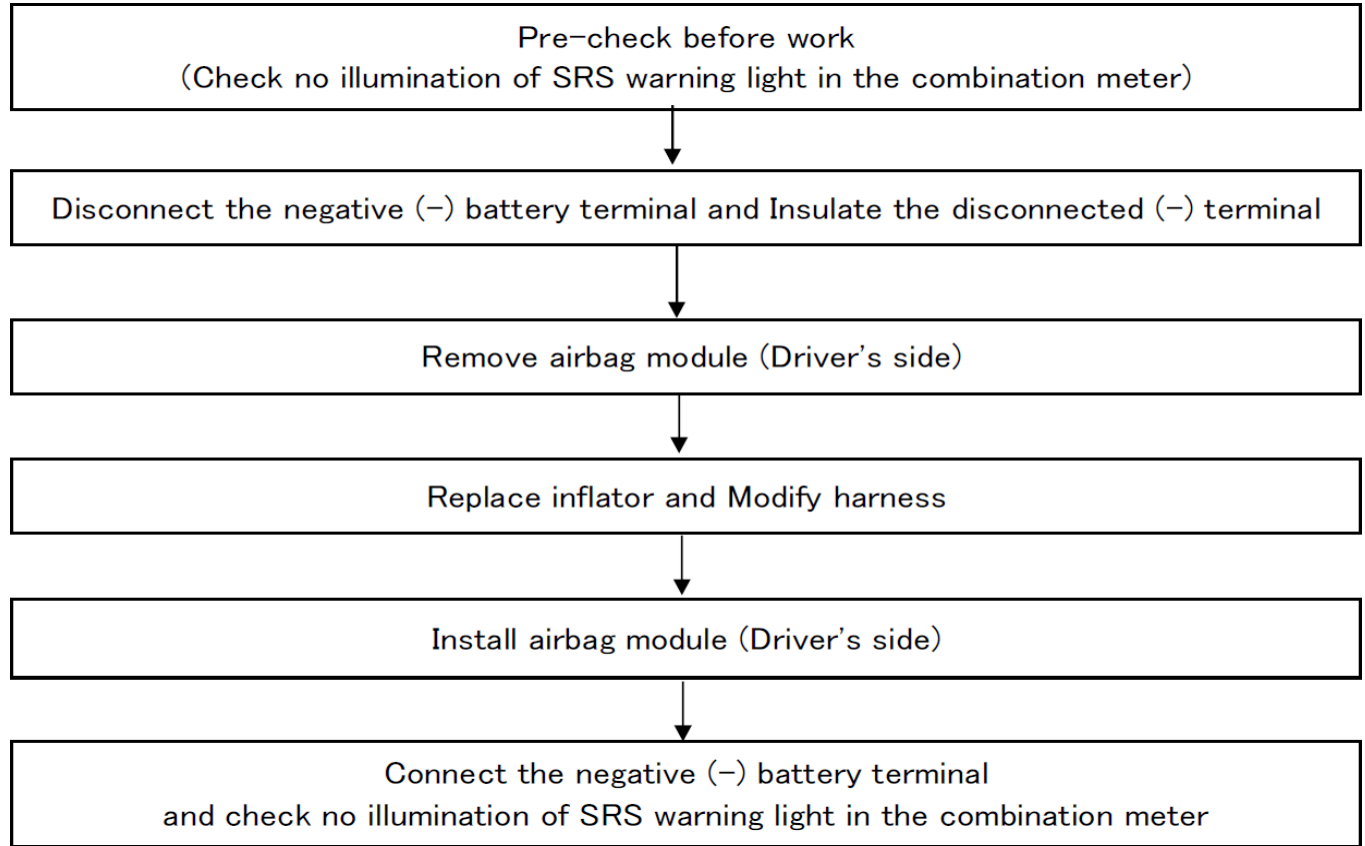 Pre-check before work
(Check no illumination of SRS warning light in the combination meter)
Disconnect the negative (-) battery terminal and Insulate the disconnected (-) terminal
Remove airbag module (Driver's side)
Replace inflator and Modify harness
Install airbag module (Driver's side)
Connect the negative (-) battery terminal
and check no illumination of SRS warning light in the combination meter